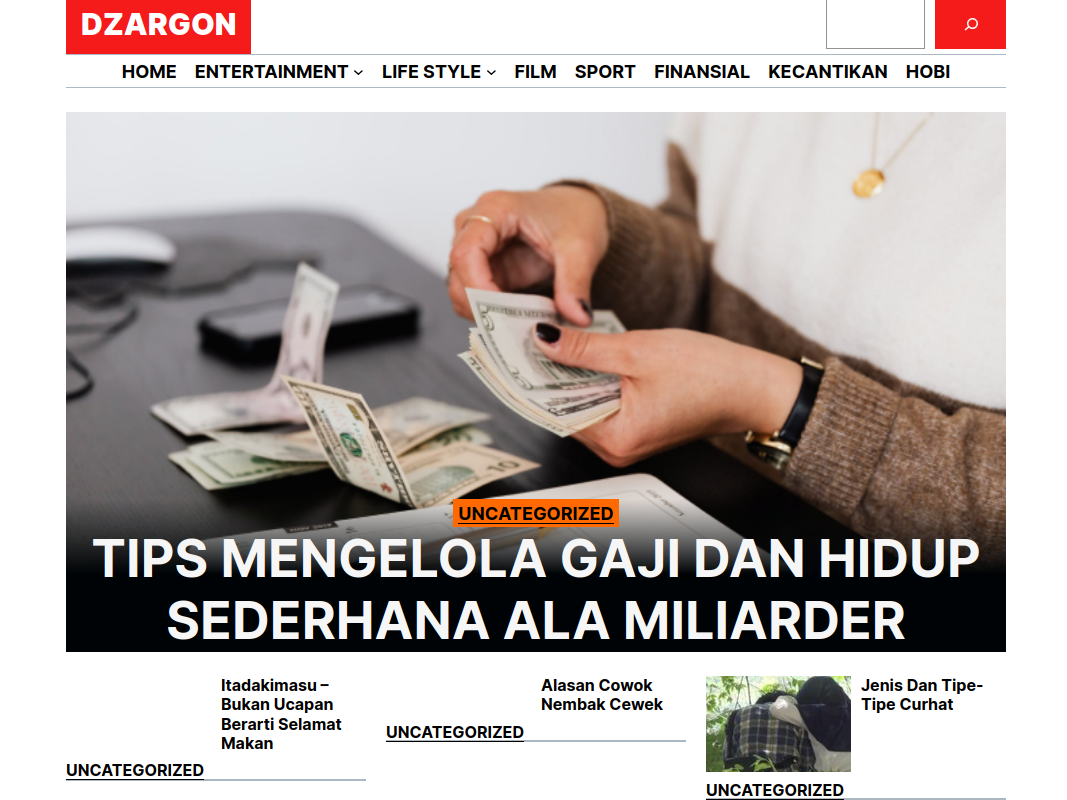 DZARGON
HOME ENTERTAINMENT LIFE STYLE FILM SPORT FINANSIAL KECANTIKAN HOBI
10
UNCATEGORIZED
TIPS MENGELOLA GAJI DAN HIDUP
SEDERHANA ALA MILIARDER
Itadakimasu –
Bukan Ucapan
Berarti Selamat
Makan
UNCATEGORIZED
Alasan Cowok
Nembak Cewek
UNCATEGORIZED
Jenis Dan Tipe-
Tipe Curhat
UNCATEGORIZED